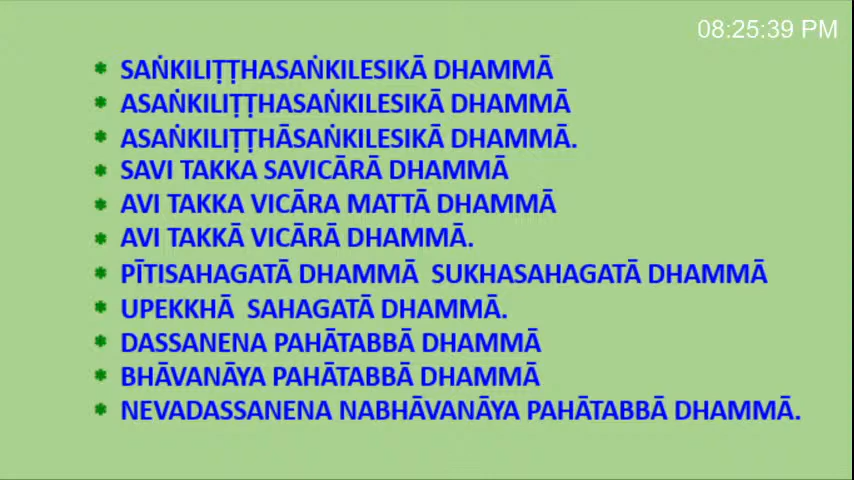 08:25:39 PM
* SAṄKILIṬṬHASAṄKILESIKĀ DHAMMĀ
* ASAṄKILIṬṬHASAṄKILESIKĀ DHAMMĀ
* ASAṄKILIṬṬHĀSAṄKILESIKĀ DHAMMĀ.
* SAVI TAKKA SAVICĀRĀ DHAMMĀ
* AVI TAKKA VICĀRA MATTĀ DHAMMĀ
* AVI TAKKĀ VICĀRĀ DHAMMĀ.
* PĪTISAHAGATĀ DHAMMĀ SUKHASAHAGATĀ DHAMMĀ
* UPEKKHĀ SAHAGATĀ DHAMMĀ.
* DASSANENA PAHĀTABBĀ DHAMMĀ
* BHĀVANĀYA PAHĀTABBĀ DHAMMĀ
* NEVADASSANENA NABHĀVANĀYA PAHĀTABBĀ DHAMMĀ.